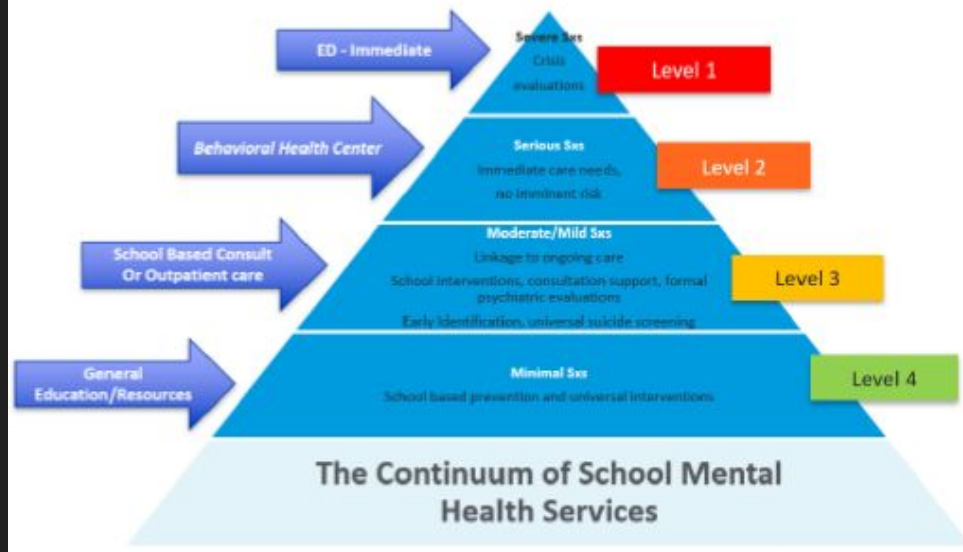 Severe Sxs
ED - Immediate
Crisis
Level 1
evaluations
Behavioral Health Center
Serious Sxs
Immediate care needs,
no imminent risk
Level 2
Moderate/Mild Sxs
School Based Consult
Or Outpatient care
Linkage to ongoing care
School interventions, consultation support, formal
psychiatric evaluations
Early Identification, universal suicide screening
Level 3
General
Education/Resources
Minimal Sxs
School based prevention and universal interventions
Level 4
The Continuum of School Mental
Health Services